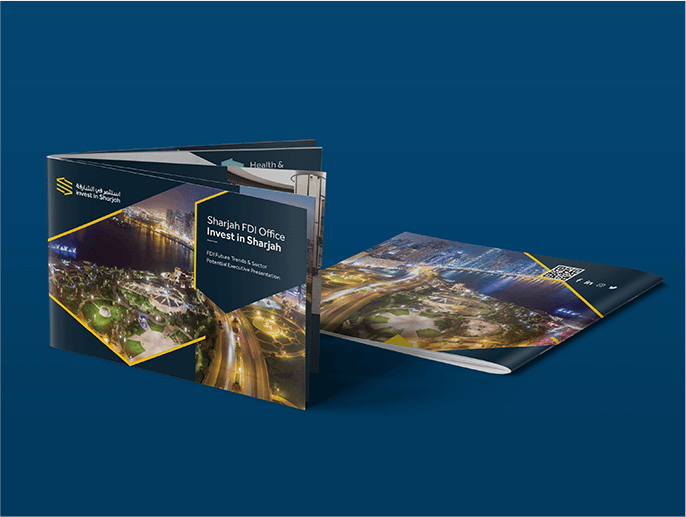 استثمر في الشارقة
Invest in Sharjah
Sharjah FDI Office
Invest in Sharjah
FDI Future Trends & Sector
Potential Executive Presentation
Health &